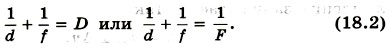 1/d + 1/f = D или 1/d + 1/f = 1/F. (18.2)